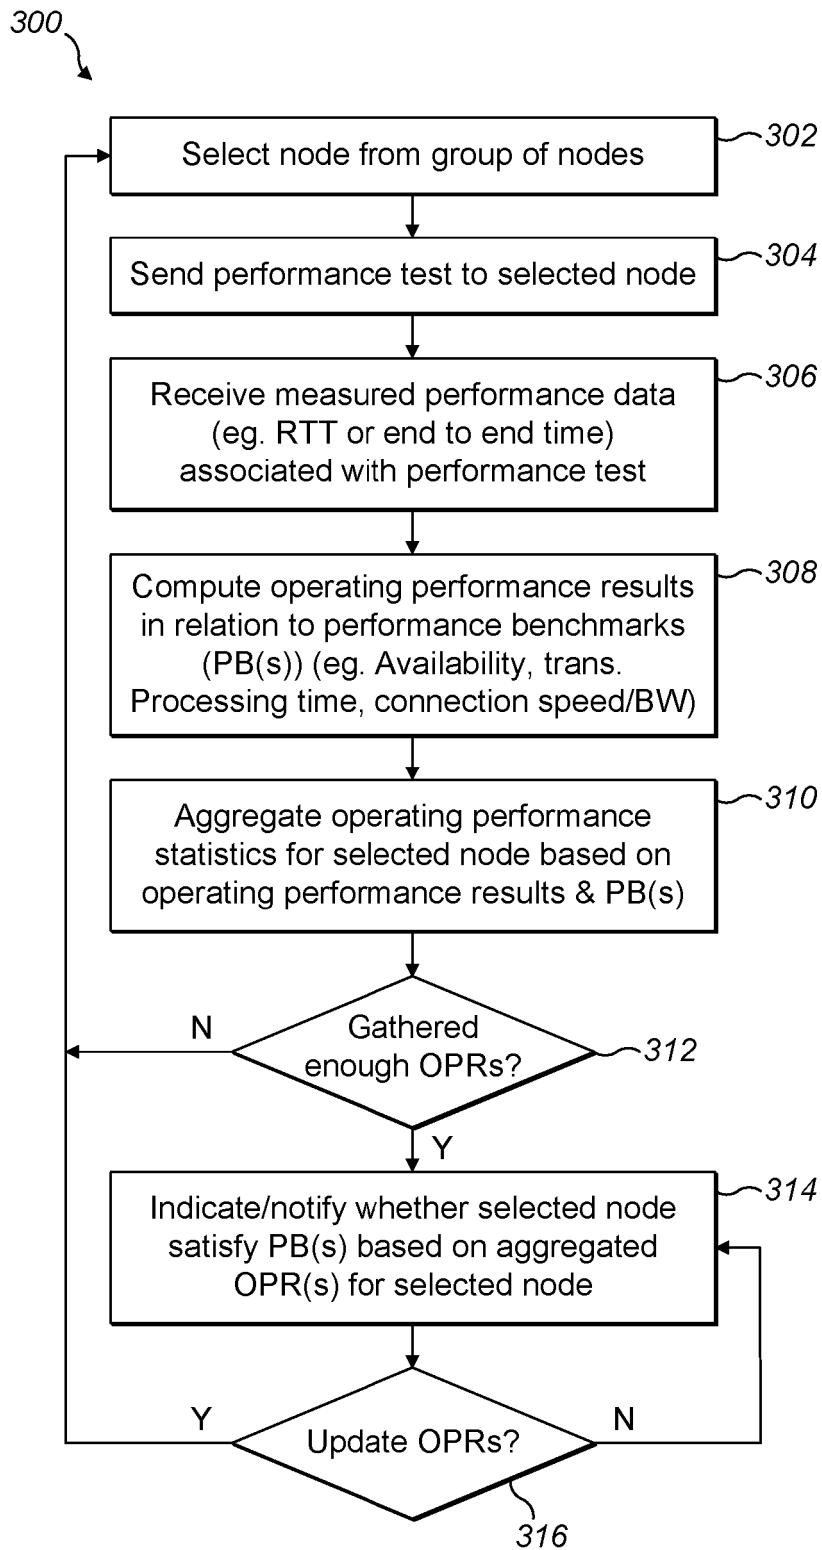 300
302
Select node from group of nodes
304
Send performance test to selected node
306
Receive measured performance data
(eg. RTT or end to end time)
associated with performance test
308
Compute operating performance results
in relation to performance benchmarks
(PB(s)) (eg. Availability, trans.
Processing time, connection speed/BW)
310
Aggregate operating performance
statistics for selected node based on
operating performance results & PB(s)
N
Gathered
enough OPRs?
312
Y
314
Indicate/notify whether selected node
satisfy PB(s) based on aggregated
OPR(s) for selected node
Y
N
Update OPRs?
316